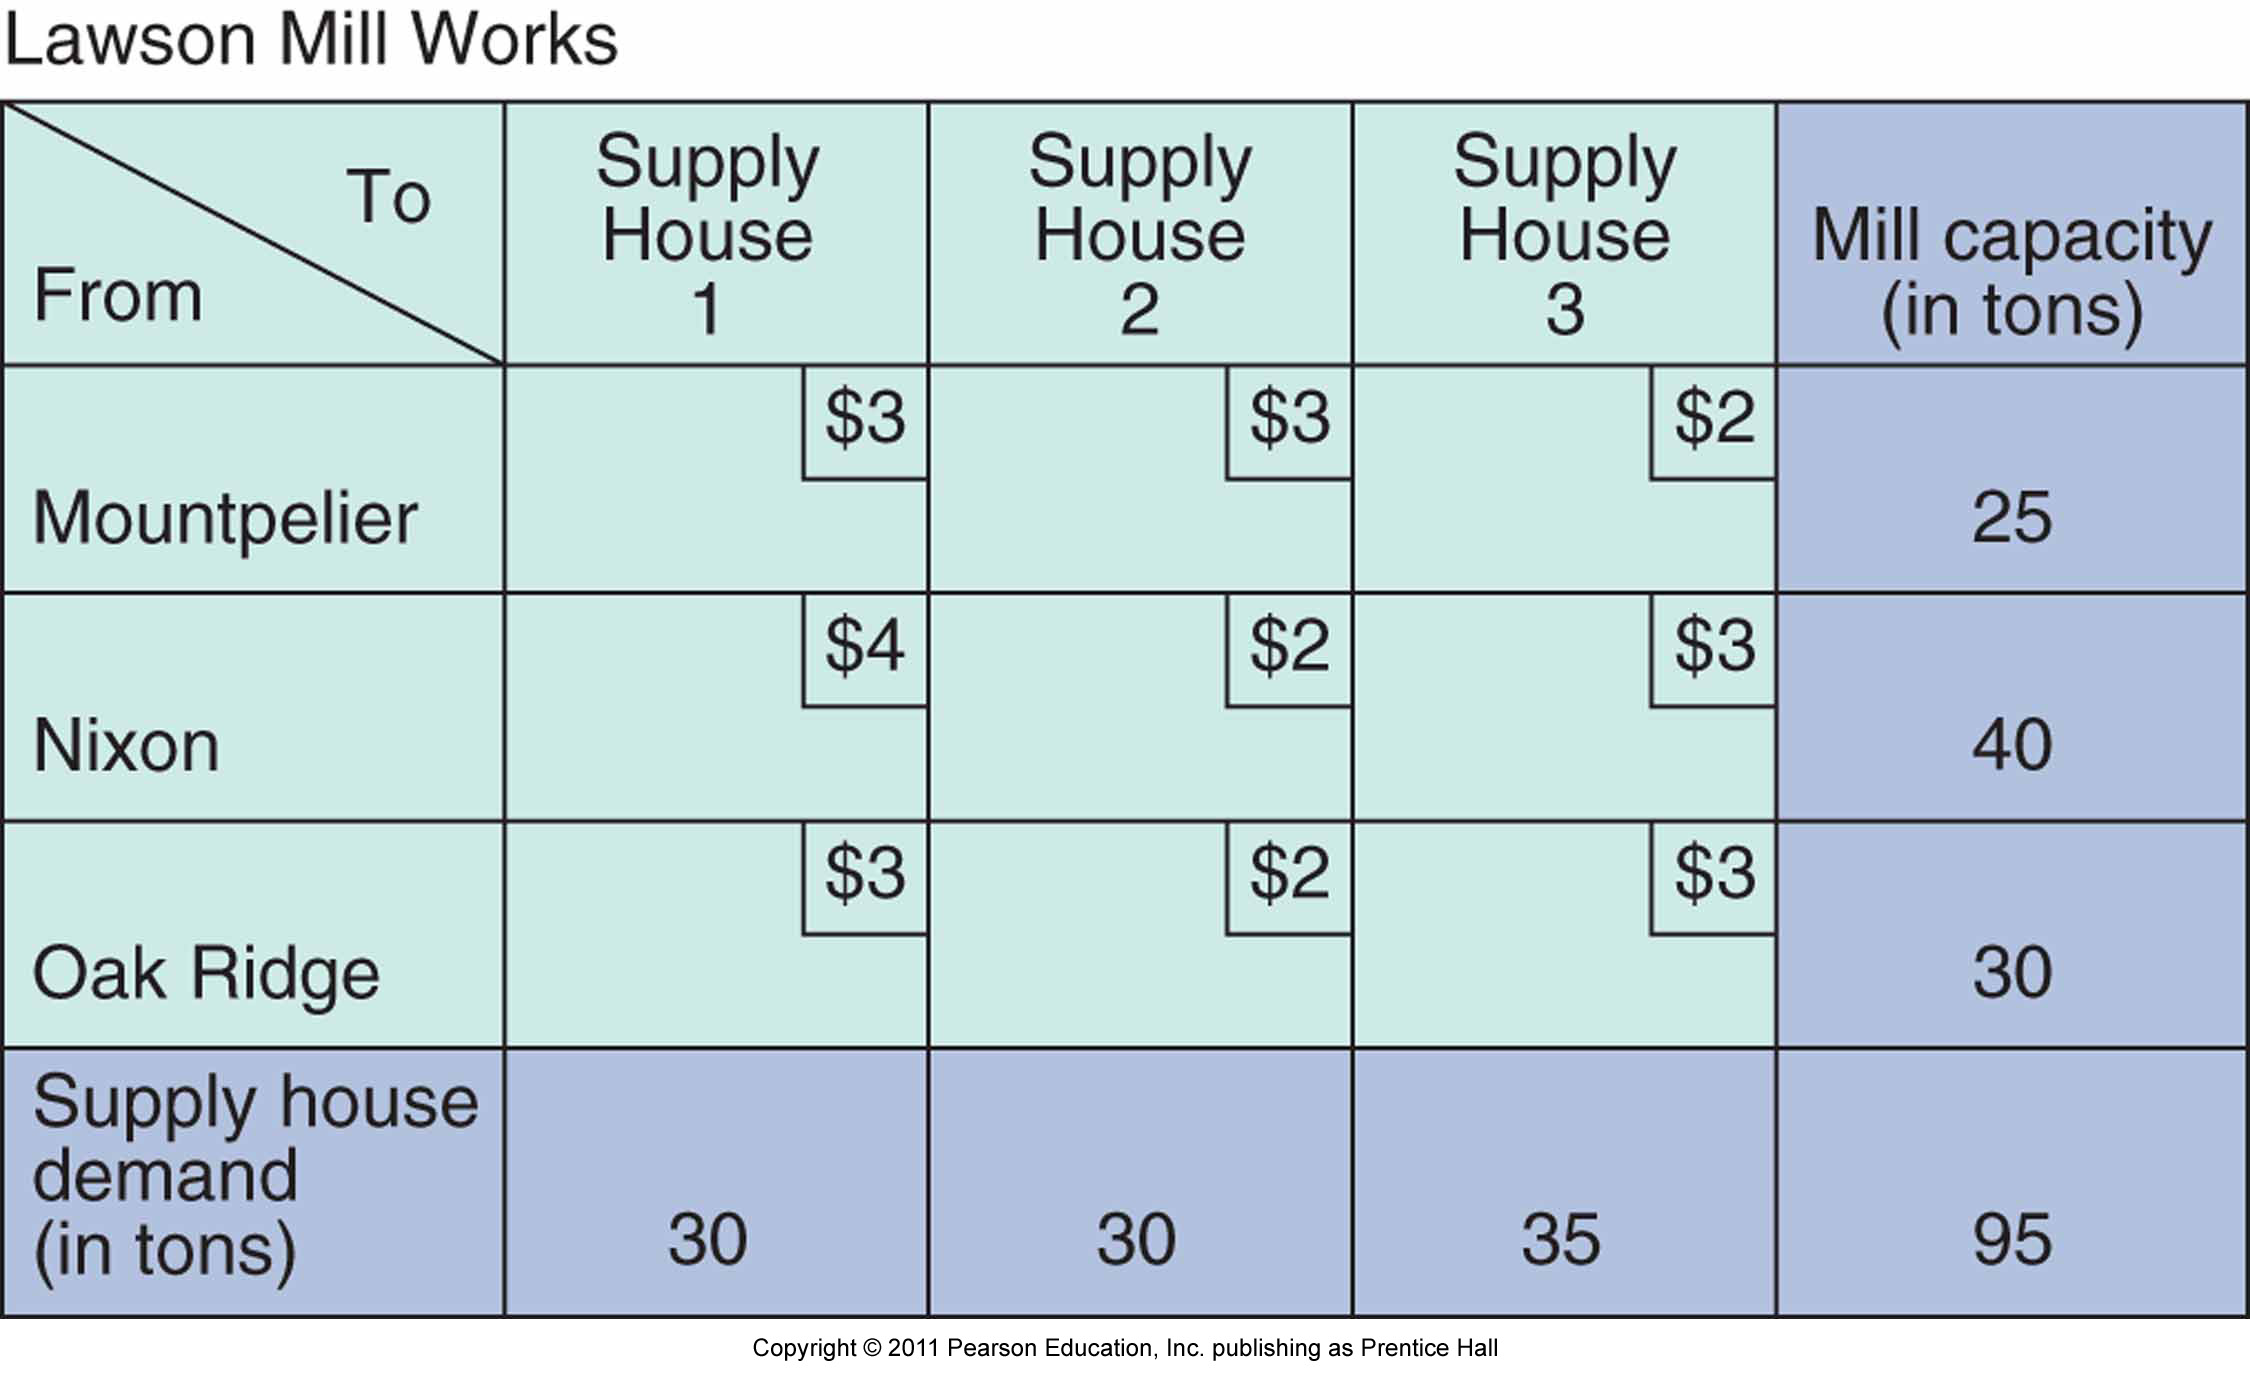 Lawson Mill Works
To
From
Supply
House
1
Supply
House
2
Supply
House
3
Mill capacity
(in tons)
Mountpelier
$3
$3
$2
25
Nixon
$4
$2
$3
40
Oak Ridge
$3
$2
$3
30
Supply house
demand
(in tons)
30
30
35
95
Copyright © 2011 Pearson Education, Inc. publishing as Prentice Hall